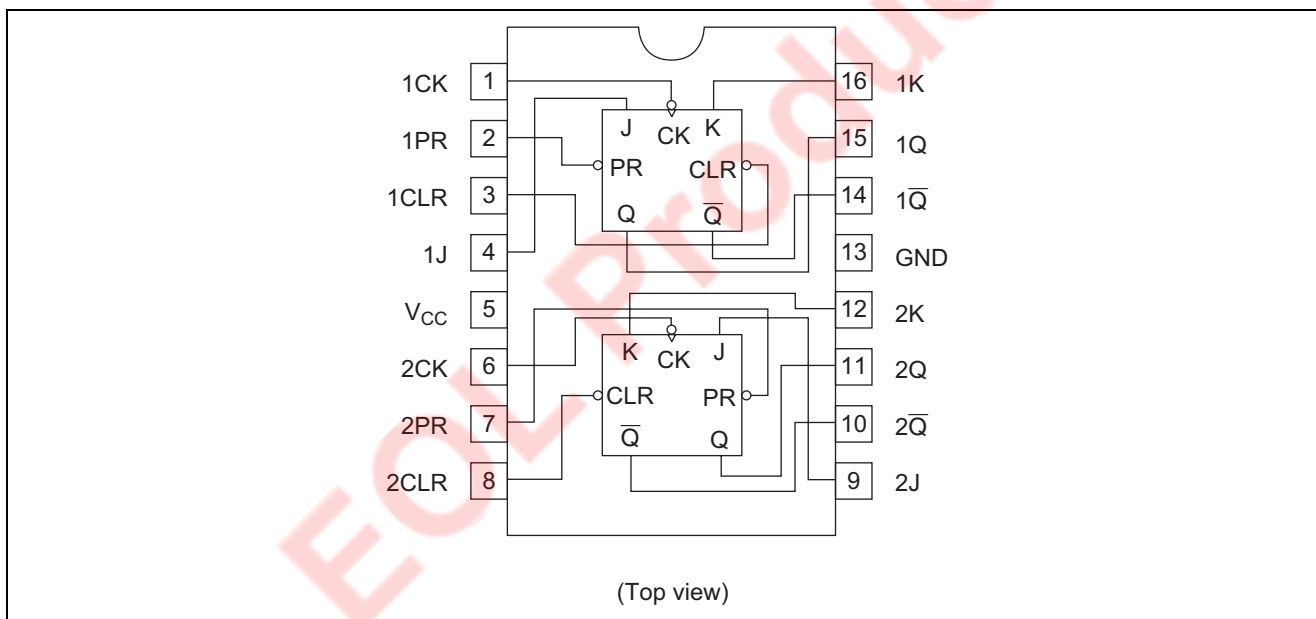 1CK 1 16 1K
J CK K
1PR 2 15 1Q
PR CLR
1CLR 3 14 1Q̅
Q Q̅
1J 4 13 GND
VCC 5 12 2K
K CK J
2CK 6 11 2Q
CLR PR
2PR 7 10 2Q̅
Q̅ Q
2CLR 8 9 2J
(Top view)
EOL Produc